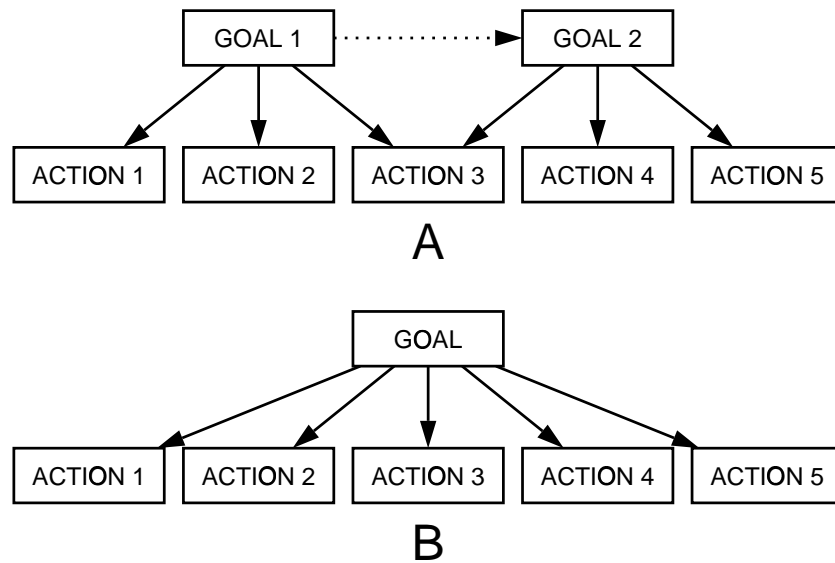 GOAL 1 GOAL 2
ACTION 1 ACTION 2 ACTION 3 ACTION 4 ACTION 5
A
GOAL
ACTION 1 ACTION 2 ACTION 3 ACTION 4 ACTION 5
B